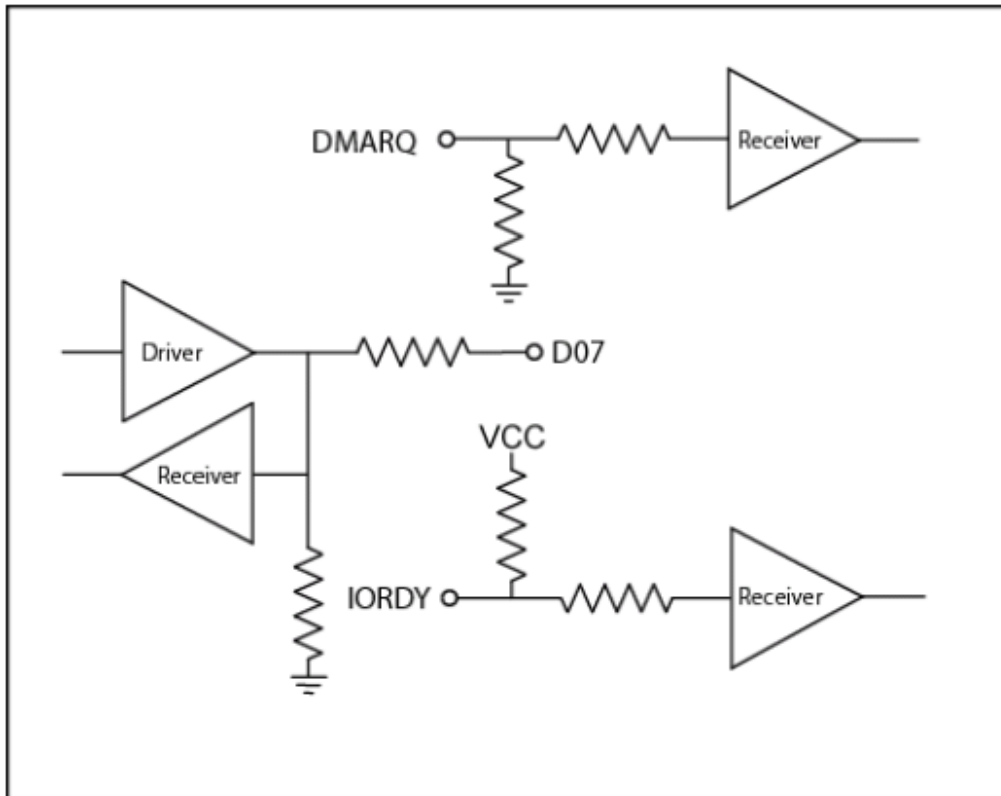 DMARQ
Receiver
Driver
D07
Receiver
VCC
IORDY
Receiver